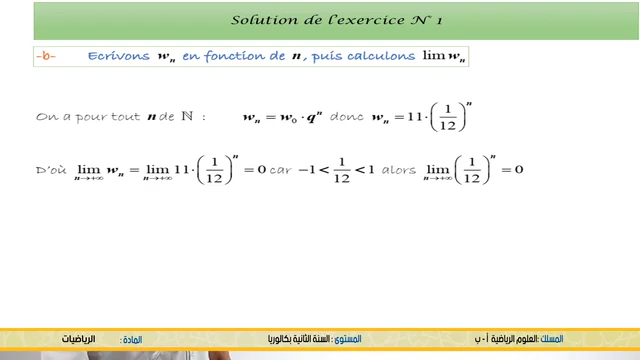 Solution de l'exercice N° 1
-b- Ecrivons wₙ en fonction de n, puis calculons lim wₙ
On a pour tout n de ℕ : wₙ = w₀ · qⁿ donc wₙ = 11·(1/12)ⁿ
D'où lim_{n→+∞} wₙ = lim_{n→+∞} 11·(1/12)ⁿ = 0 car −1 < 1/12 < 1 alors lim_{n→+∞} (1/12)ⁿ = 0
المسلك :العلوم الرياضية أ - ب المستوى : السنة الثانية بكالوريا المادة : الرياضيات